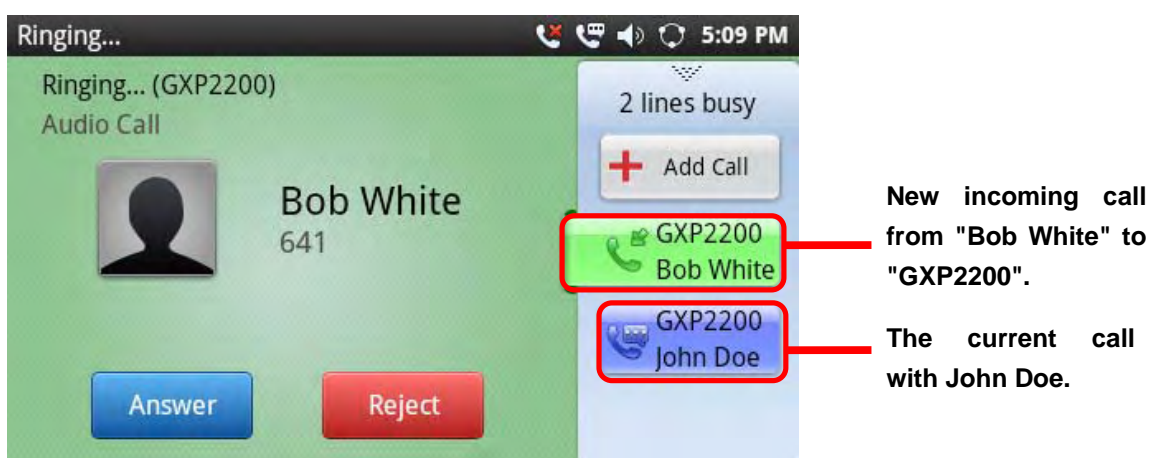 Ringing...
5:09 PM
Ringing... (GXP2200)
Audio Call
Bob White
641
Answer
Reject
2 lines busy
Add Call
GXP2200
Bob White
GXP2200
John Doe
New incoming call
from "Bob White" to
"GXP2200".
The current call
with John Doe.